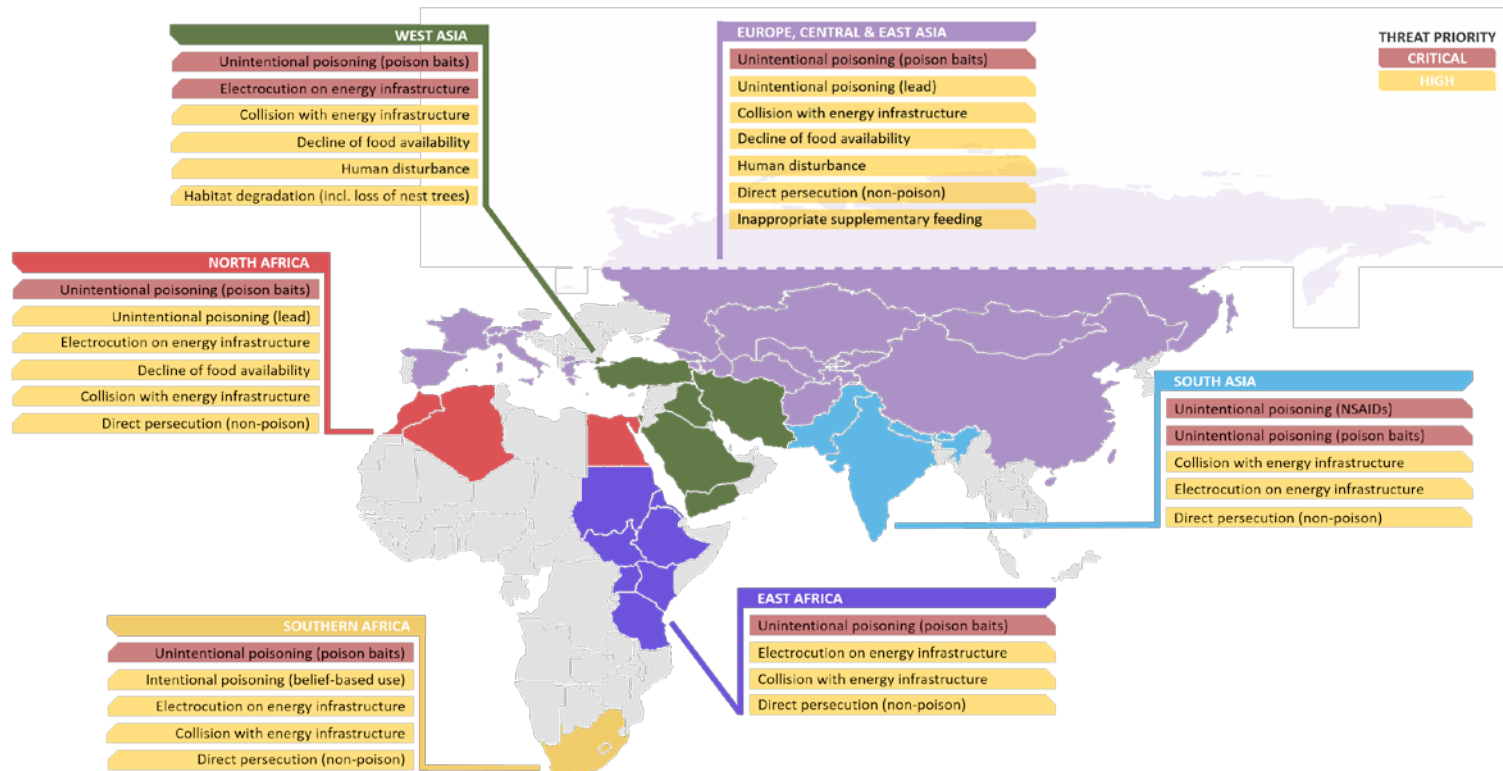 WEST ASIA
Unintentional poisoning (poison baits)
Electrocution on energy infrastructure
Collision with energy infrastructure
Decline of food availability
Human disturbance
Habitat degradation (incl. loss of nest trees)
EUROPE, CENTRAL & EAST ASIA
Unintentional poisoning (poison baits)
Unintentional poisoning (lead)
Collision with energy infrastructure
Decline of food availability
Human disturbance
Direct persecution (non-poison)
Inappropriate supplementary feeding
THREAT PRIORITY
CRITICAL
HIGH
NORTH AFRICA
Unintentional poisoning (poison baits)
Unintentional poisoning (lead)
Electrocution on energy infrastructure
Decline of food availability
Collision with energy infrastructure
Direct persecution (non-poison)
SOUTH ASIA
Unintentional poisoning (NSAIDs)
Unintentional poisoning (poison baits)
Collision with energy infrastructure
Electrocution on energy infrastructure
Direct persecution (non-poison)
EAST AFRICA
Unintentional poisoning (poison baits)
Electrocution on energy infrastructure
Collision with energy infrastructure
Direct persecution (non-poison)
SOUTHERN AFRICA
Unintentional poisoning (poison baits)
Intentional poisoning (belief-based use)
Electrocution on energy infrastructure
Collision with energy infrastructure
Direct persecution (non-poison)